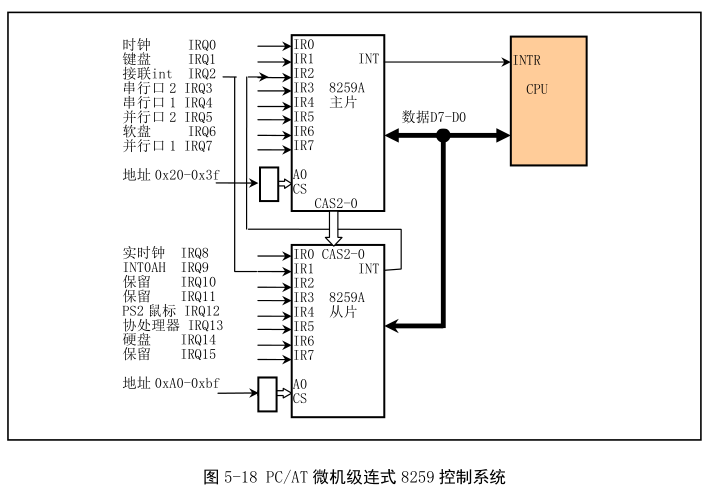 时钟 IRQ0 IR0
键盘 IRQ1 IR1 INT INTR
接联int IRQ2 IR2
串行口2 IRQ3 IR3 8259A CPU
串行口1 IRQ4 IR4 主片
并行口2 IRQ5 IR5 数据D7-D0
软盘 IRQ6 IR6
并行口1 IRQ7 IR7
地址 0x20-0x3f A0
CS
CAS2-0
实时钟 IRQ8 IR0 CAS2-0
INT0AH IRQ9 IR1 INT
保留 IRQ10 IR2
保留 IRQ11 IR3 8259A
PS2鼠标 IRQ12 IR4 从片
协处理器 IRQ13 IR5
硬盘 IRQ14 IR6
保留 IRQ15 IR7
地址 0xA0-0xbf A0
CS
图 5-18 PC/AT 微机级连式 8259 控制系统